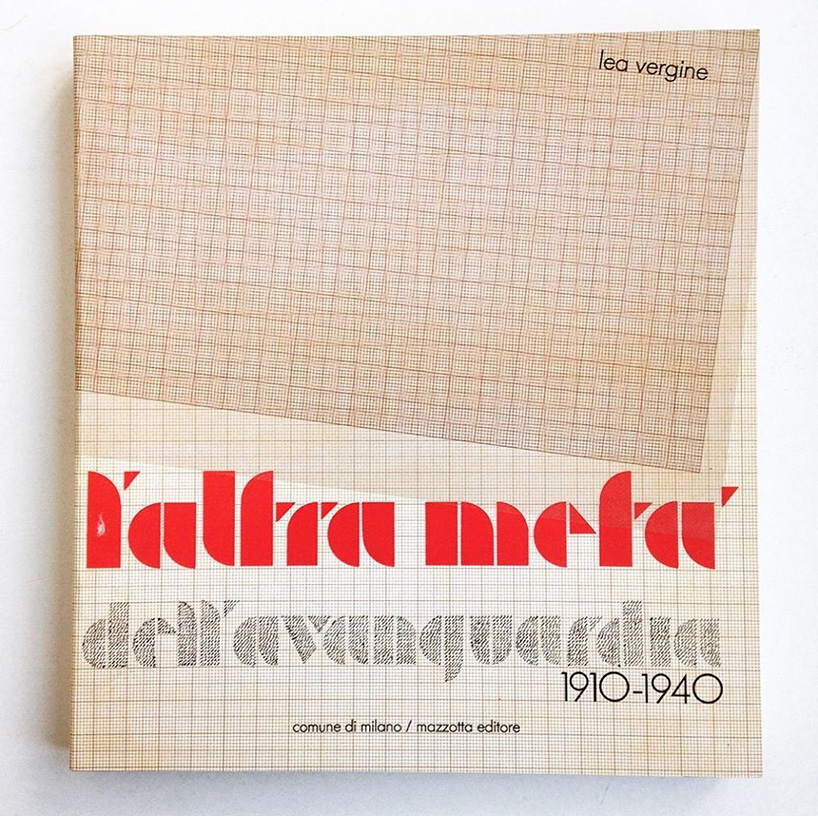 lea vergine
l'altra metà
dell'avanguardia
1910-1940
comune di milano / mazzotta editore